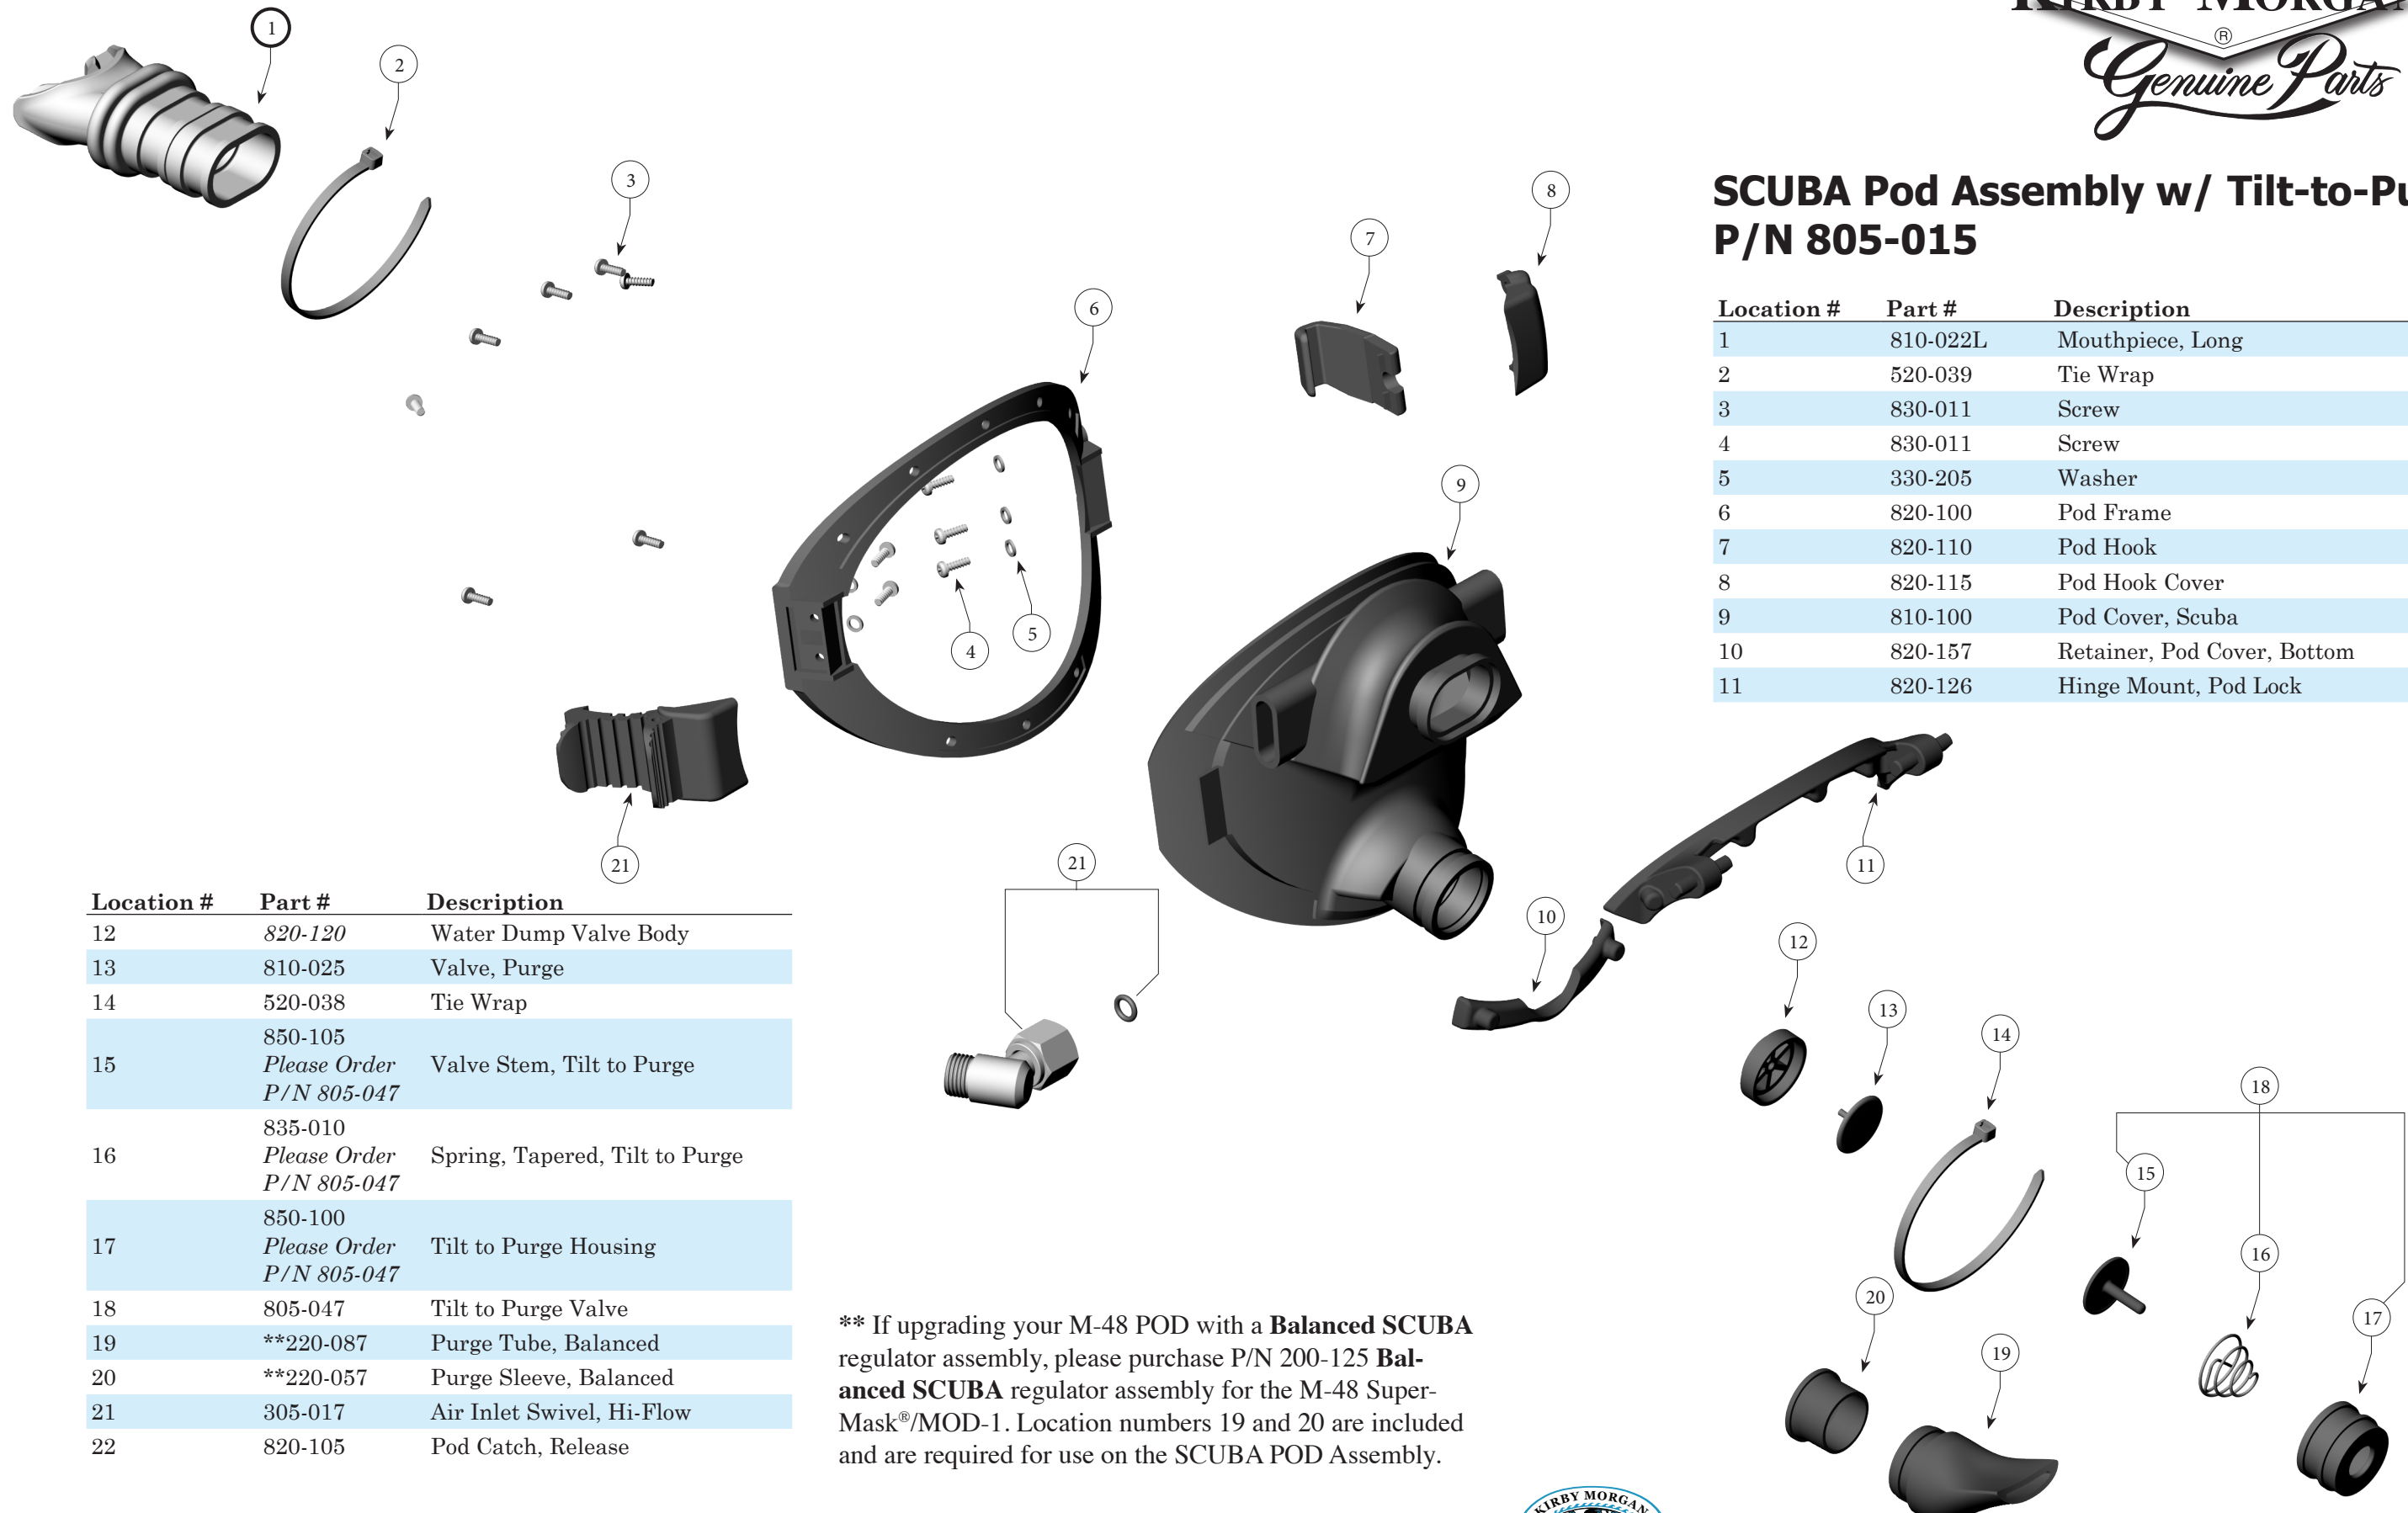 KIRBY MORGAN
®
Genuine Parts
SCUBA Pod Assembly w/ Tilt-to-Pu
P/N 805-015
Location # Part # Description
1 810-022L Mouthpiece, Long
2 520-039 Tie Wrap
3 830-011 Screw
4 830-011 Screw
5 330-205 Washer
6 820-100 Pod Frame
7 820-110 Pod Hook
8 820-115 Pod Hook Cover
9 810-100 Pod Cover, Scuba
10 820-157 Retainer, Pod Cover, Bottom
11 820-126 Hinge Mount, Pod Lock
1
2
3
4
5
6
7
8
9
21
21
10
11
12
13
14
15
16
17
18
19
20
Location # Part # Description
12 820-120 Water Dump Valve Body
13 810-025 Valve, Purge
14 520-038 Tie Wrap
850-105
15 Please Order Valve Stem, Tilt to Purge
P/N 805-047
835-010
16 Please Order Spring, Tapered, Tilt to Purge
P/N 805-047
850-100
17 Please Order Tilt to Purge Housing
P/N 805-047
18 805-047 Tilt to Purge Valve
19 **220-087 Purge Tube, Balanced
20 **220-057 Purge Sleeve, Balanced
21 305-017 Air Inlet Swivel, Hi-Flow
22 820-105 Pod Catch, Release
** If upgrading your M-48 POD with a Balanced SCUBA
regulator assembly, please purchase P/N 200-125 Bal-
anced SCUBA regulator assembly for the M-48 Super-
Mask®/MOD-1. Location numbers 19 and 20 are included
and are required for use on the SCUBA POD Assembly.
KIRBY MORGAN